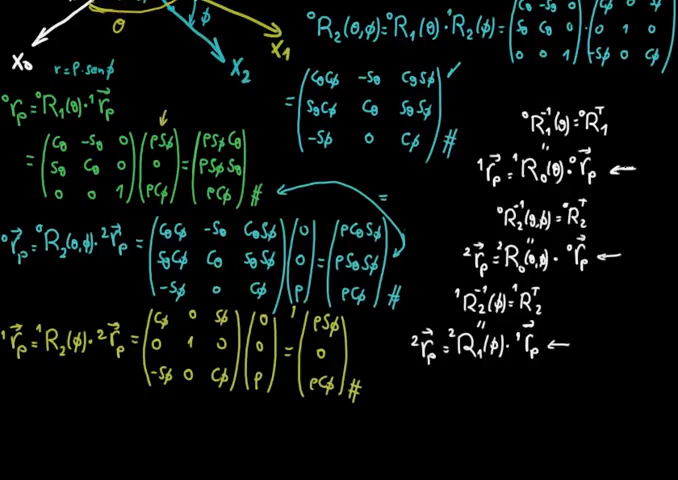 θ
φ
X₁
X₀
X₂
r = ρ·senφ
⁰R₂(θ,φ) = ⁰R₁(θ)·¹R₂(φ) = (Cθ -Sθ 0; Sθ Cθ 0; 0 0 1)·(Cφ 0 Sφ; 0 1 0; -Sφ 0 Cφ)
= (CθCφ -Sθ CθSφ; SθCφ Cθ SθSφ; -Sφ 0 Cφ) #
⁰r⃗ₚ = ⁰R₁(θ)·¹r⃗ₚ
= (Cθ -Sθ 0; Sθ Cθ 0; 0 0 1)(ρSφ; 0; ρCφ) = (ρSφCθ; ρSφSθ; ρCφ) #
=
⁰r⃗ₚ = ⁰R₂(θ,φ)·²r⃗ₚ = (CθCφ -Sθ CθSφ; SθCφ Cθ SθSφ; -Sφ 0 Cφ)(0; 0; ρ) = (ρCθSφ; ρSθSφ; ρCφ) #
¹r⃗ₚ = ¹R₂(φ)·²r⃗ₚ = (Cφ 0 Sφ; 0 1 0; -Sφ 0 Cφ)(0; 0; ρ) = (ρSφ; 0; ρCφ) #
⁰R₁⁻¹(θ) = ⁰R₁ᵀ
"
¹r⃗ₚ = ¹R₀(θ)·⁰r⃗ₚ ←
⁰R₂⁻¹(θ,φ) = ⁰R₂ᵀ
"
²r⃗ₚ = ²R₀(θ,φ)·⁰r⃗ₚ ←
¹R₂⁻¹(φ) = ¹R₂ᵀ
"
²r⃗ₚ = ²R₁(φ)·¹r⃗ₚ ←